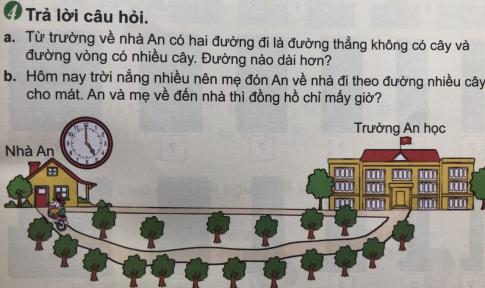 4 Trả lời câu hỏi.
a. Từ trường về nhà An có hai đường đi là đường thẳng không có cây và
đường vòng có nhiều cây. Đường nào dài hơn?
b. Hôm nay trời nắng nhiều nên mẹ đón An về nhà đi theo đường nhiều cây
cho mát. An và mẹ về đến nhà thì đồng hồ chỉ mấy giờ?
Trường An học
Nhà An